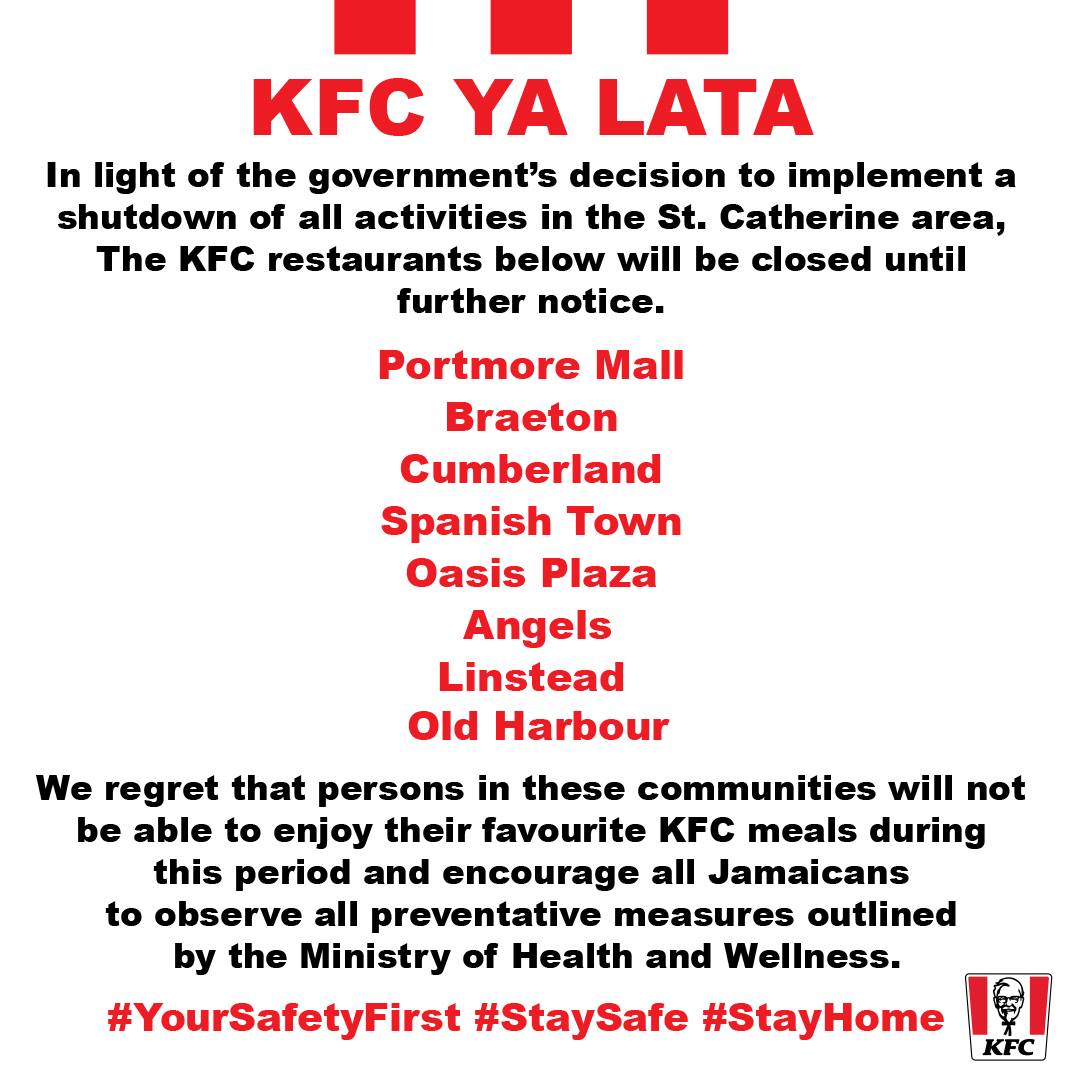 KFC YA LATA
In light of the government’s decision to implement a
shutdown of all activities in the St. Catherine area,
The KFC restaurants below will be closed until
further notice.
Portmore Mall
Braeton
Cumberland
Spanish Town
Oasis Plaza
Angels
Linstead
Old Harbour
We regret that persons in these communities will not
be able to enjoy their favourite KFC meals during
this period and encourage all Jamaicans
to observe all preventative measures outlined
by the Ministry of Health and Wellness.
#YourSafetyFirst #StaySafe #StayHome
KFC